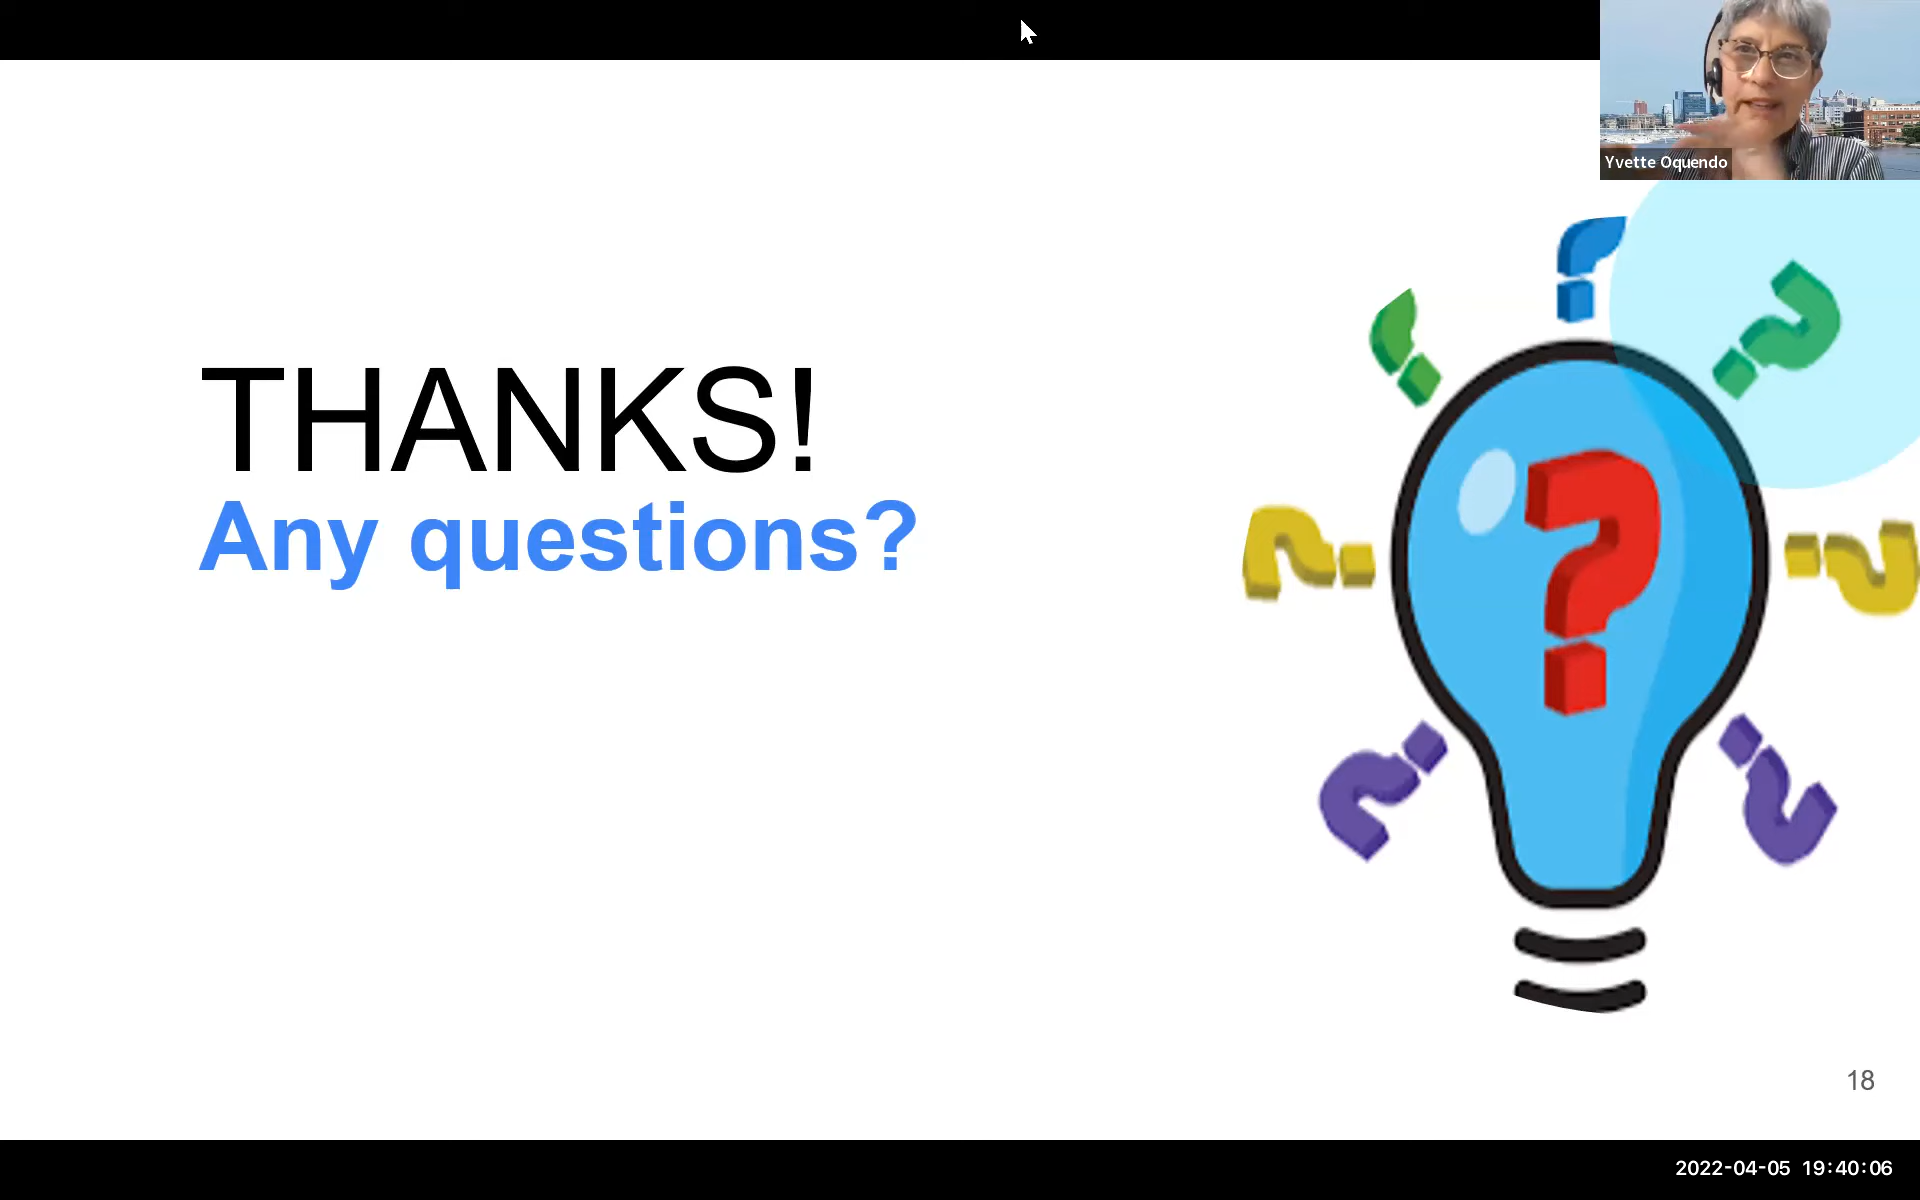 Yvette Oquendo
THANKS!
Any questions?
18
2022-04-05 19:40:06